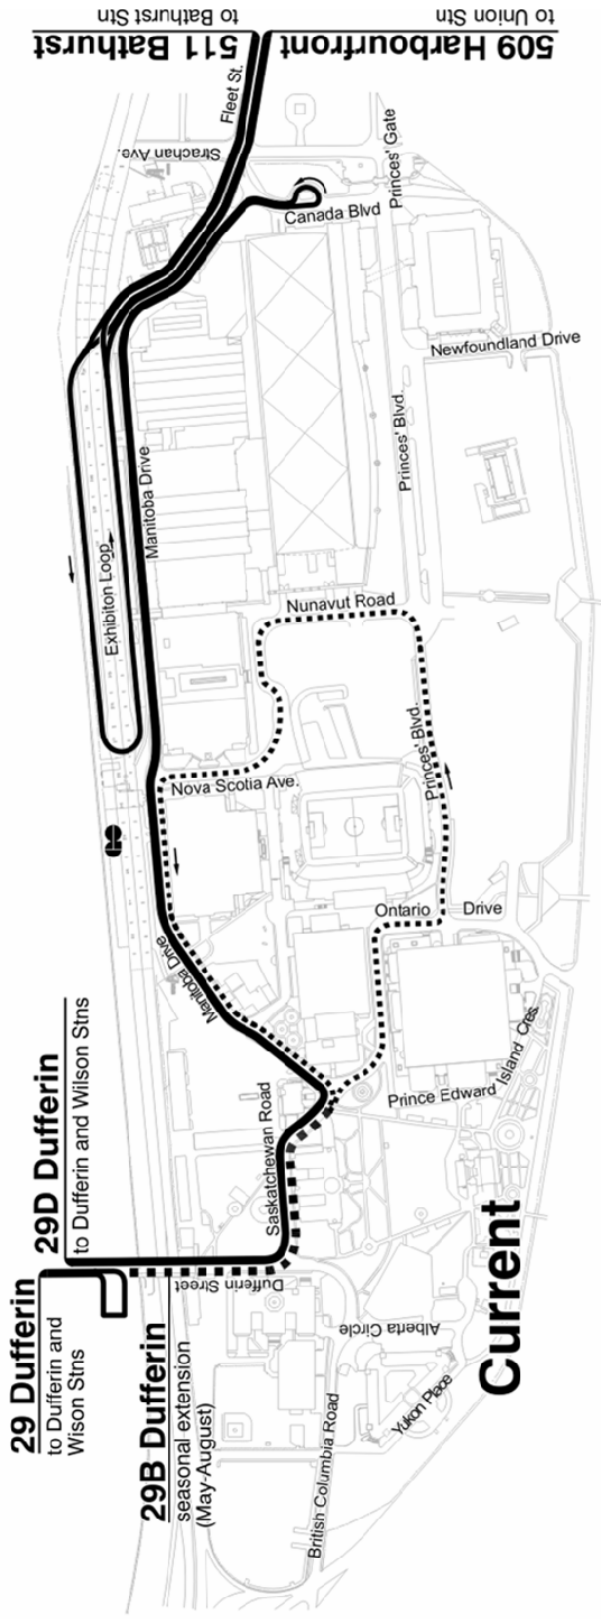 to Bathurst Stn
511 Bathurst
509 Harbourfront
to Union Stn
Fleet St.
Strachan Ave.
Princes' Gate
Canada Blvd
Newfoundland Drive
Princes' Blvd.
Manitoba Drive
Exhibiton Loop
Nunavut Road
Princes' Blvd.
Nova Scotia Ave.
GO
Ontario Drive
Manitoba Drive
Island Cres.
Prince Edward
Saskatchewan Road
29D Dufferin
to Dufferin and Wilson Stns
Dufferin Street
Current
29 Dufferin
to Dufferin and
Wison Stns
Alberta Circle
29B Dufferin
seasonal extension
(May-August)
Yukon Place
British Columbia Road